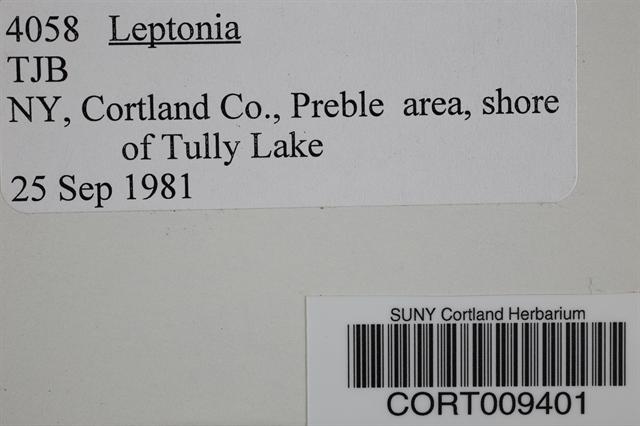 4058 Leptonia
TJB
NY, Cortland Co., Preble area, shore
of Tully Lake
25 Sep 1981
SUNY Cortland Herbarium
CORT009401